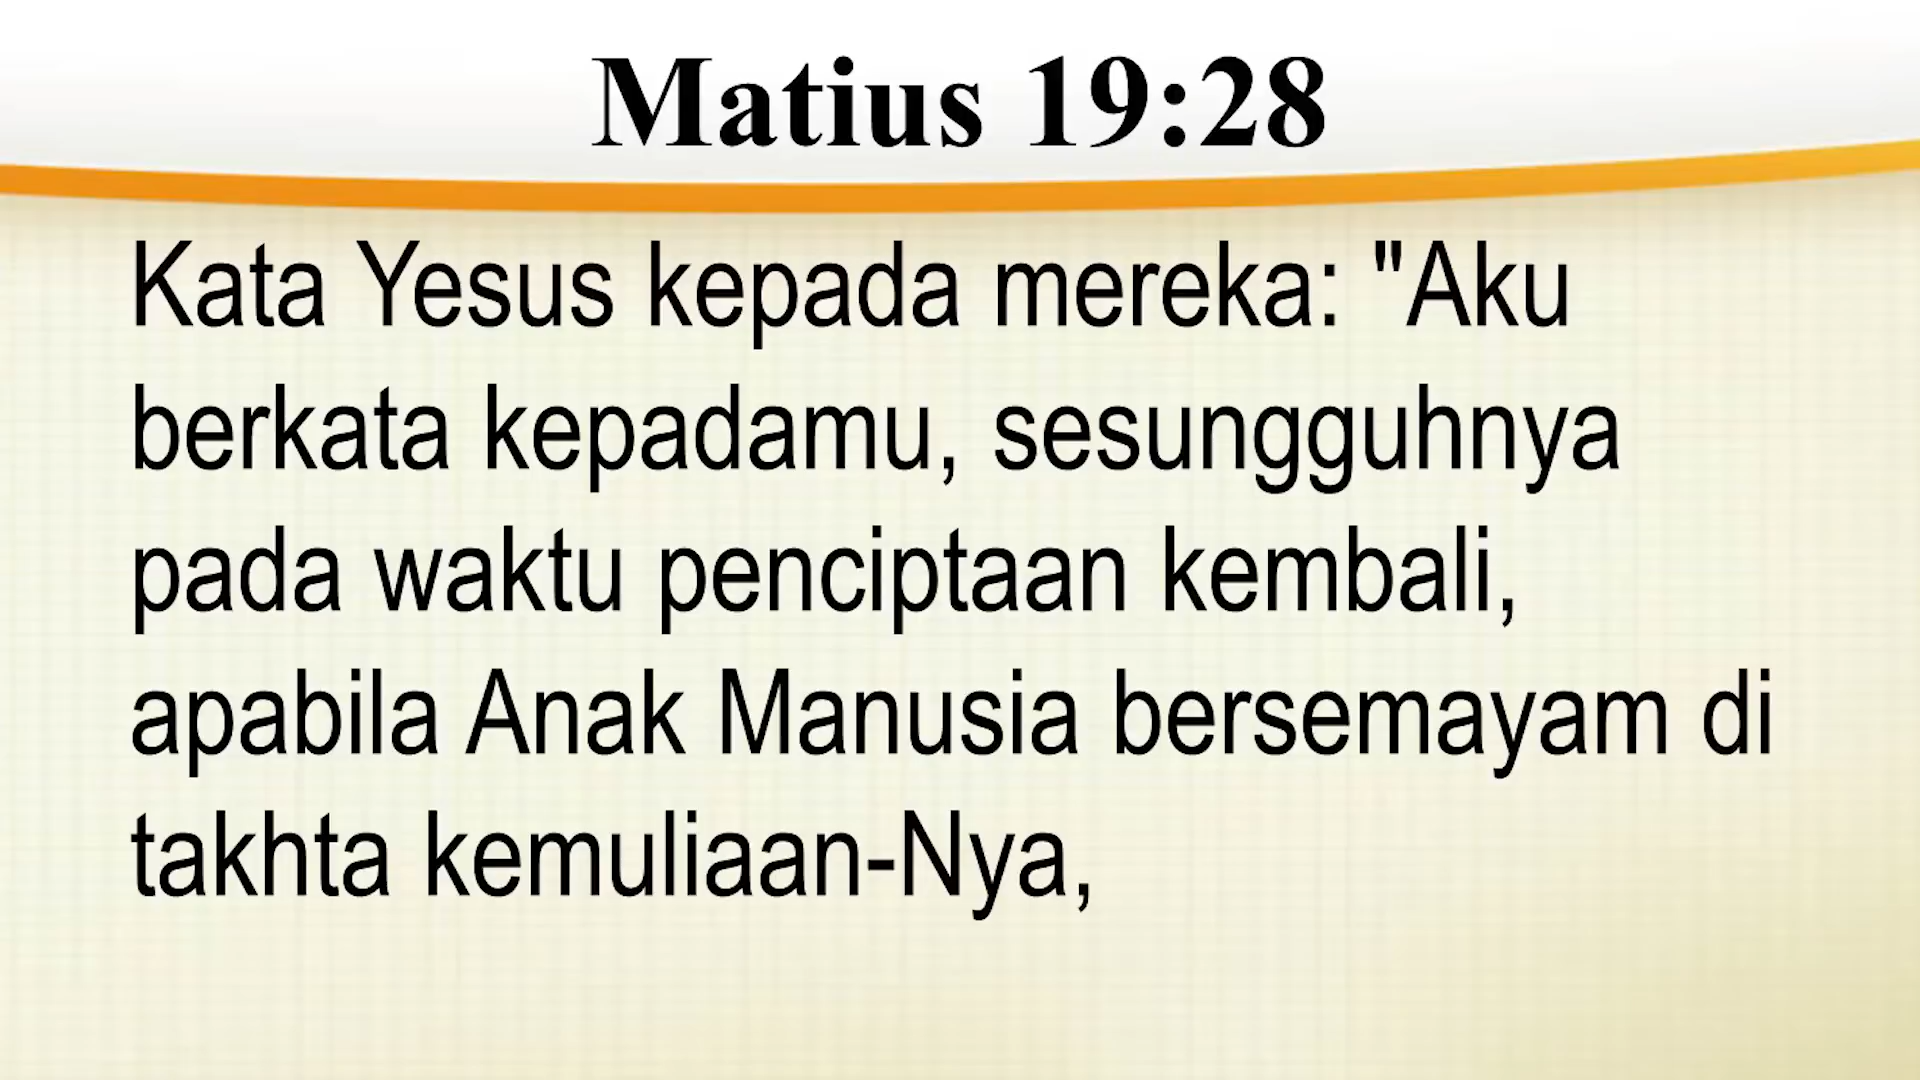 Matius 19:28
Kata Yesus kepada mereka: "Aku
berkata kepadamu, sesungguhnya
pada waktu penciptaan kembali,
apabila Anak Manusia bersemayam di
takhta kemuliaan-Nya,